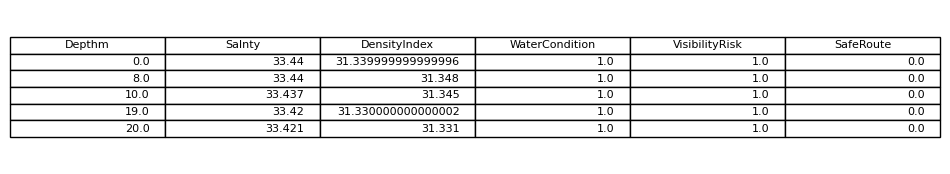 Depthm Salnty DensityIndex WaterCondition VisibilityRisk SafeRoute
0.0 33.44 31.339999999999996 1.0 1.0 0.0
8.0 33.44 31.348 1.0 1.0 0.0
10.0 33.437 31.345 1.0 1.0 0.0
19.0 33.42 31.330000000000002 1.0 1.0 0.0
20.0 33.421 31.331 1.0 1.0 0.0